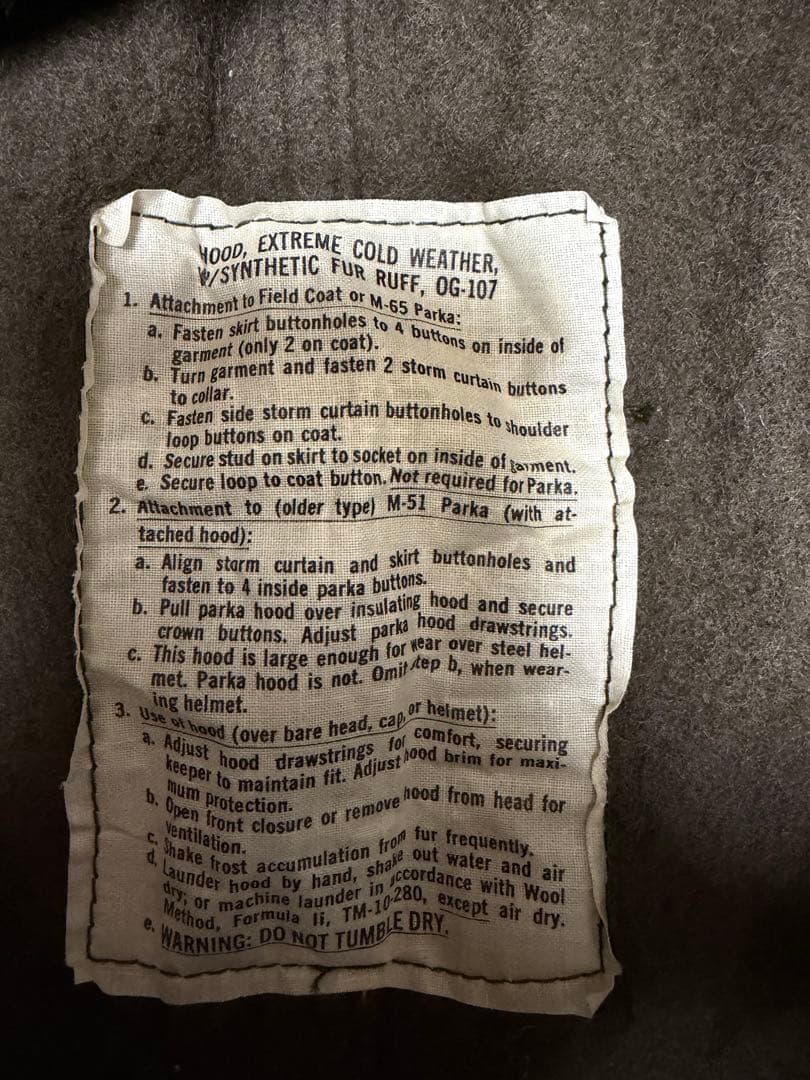 HOOD, EXTREME COLD WEATHER,
W/SYNTHETIC FUR RUFF, OG-107
1. Attachment to Field Coat or M-65 Parka:
a. Fasten skirt buttonholes to 4 buttons on inside of
garment (only 2 on coat).
b. Turn garment and fasten 2 storm curtain buttons
to collar.
c. Fasten side storm curtain buttonholes to shoulder
loop buttons on coat.
d. Secure stud on skirt to socket on inside of garment.
e. Secure loop to coat button. Not required for Parka.
2. Attachment to (older type) M-51 Parka (with at-
tached hood):
a. Align storm curtain and skirt buttonholes and
fasten to 4 inside parka buttons.
b. Pull parka hood over insulating hood and secure
crown buttons. Adjust parka hood drawstrings.
c. This hood is large enough for wear over steel hel-
met. Parka hood is not. Omit step b, when wear-
ing helmet.
3. Use of hood (over bare head, cap, or helmet):
a. Adjust hood drawstrings for comfort, securing
keeper to maintain fit. Adjust hood brim for maxi-
mum protection.
b. Open front closure or remove hood from head for
ventilation.
c. Shake frost accumulation from fur frequently.
d. Launder hood by hand, shake out water and air
dry; or machine launder in accordance with Wool
Method, Formula Ii, TM-10-280, except air dry.
e. WARNING: DO NOT TUMBLE DRY.